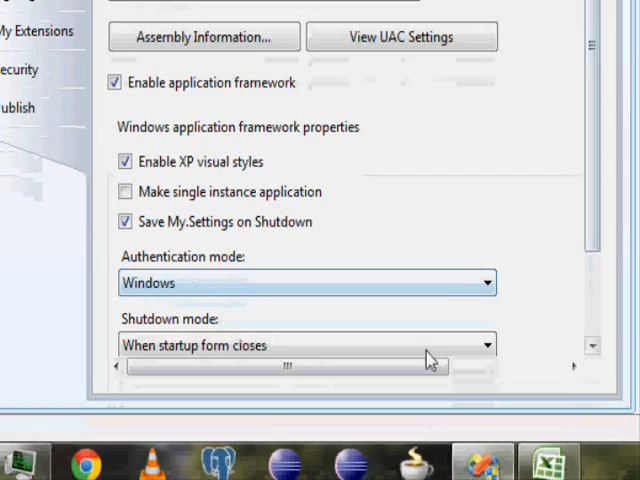 My Extensions
Assembly Information...
View UAC Settings
ecurity
Enable application framework
ublish
Windows application framework properties
Enable XP visual styles
Make single instance application
Save My.Settings on Shutdown
Authentication mode:
Windows
Shutdown mode:
When startup form closes